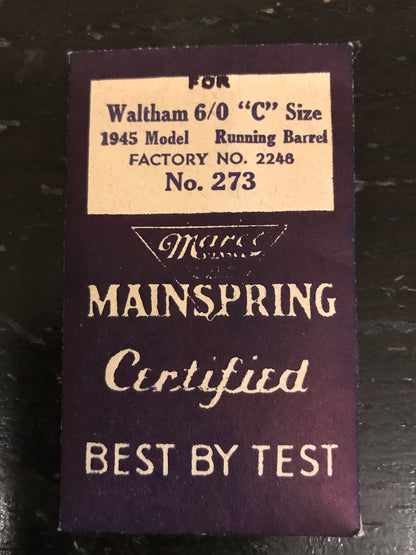 FOR
Waltham 6/0 "C" Size
1945 Model Running Barrel
FACTORY NO. 2248
No. 273
MAINSPRING
Certified
BEST BY TEST